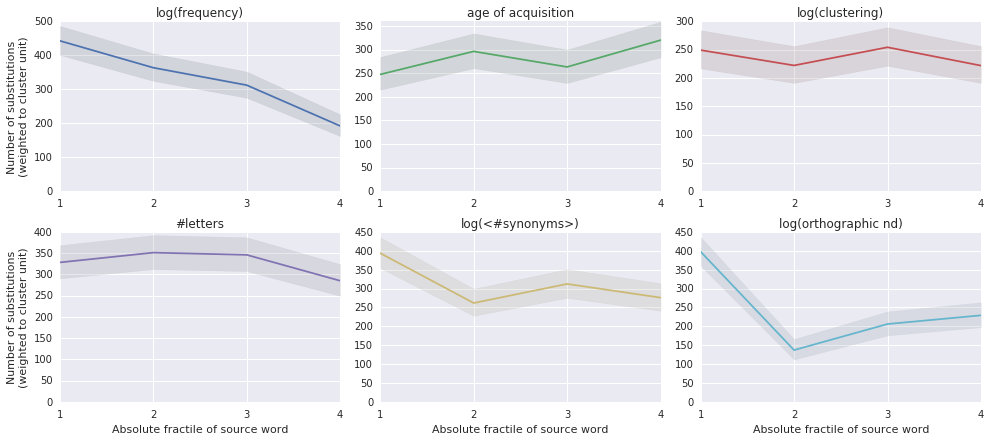 log(frequency)
age of acquisition
log(clustering)
Number of substitutions
(weighted to cluster unit)
500
400
300
200
100
0
1 2 3 4
350
300
250
200
150
100
50
0
1 2 3 4
300
250
200
150
100
50
0
1 2 3 4
#letters
log(<#synonyms>)
log(orthographic nd)
Number of substitutions
(weighted to cluster unit)
400
350
300
250
200
150
100
50
0
1 2 3 4
Absolute fractile of source word
450
400
350
300
250
200
150
100
50
0
1 2 3 4
Absolute fractile of source word
450
400
350
300
250
200
150
100
50
0
1 2 3 4
Absolute fractile of source word